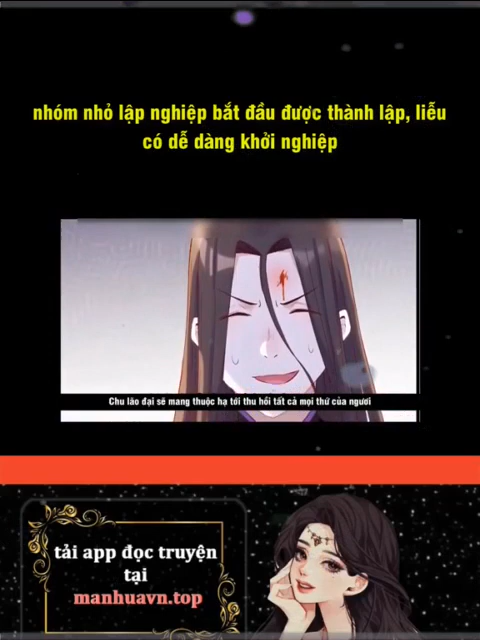 nhóm nhỏ lập nghiệp bắt đầu được thành lập, liễu
có dễ dàng khởi nghiệp
Chu lão đại sẽ mang thuộc hạ tới thu hồi tất cả mọi thứ của ngươi
tải app đọc truyện
tại
manhuavn.top